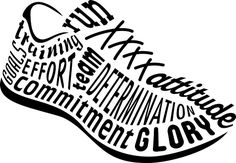 run
XXXX
training
GOALS
EFFORT
team
attitude
DETERMINATION
commitment
GLORY